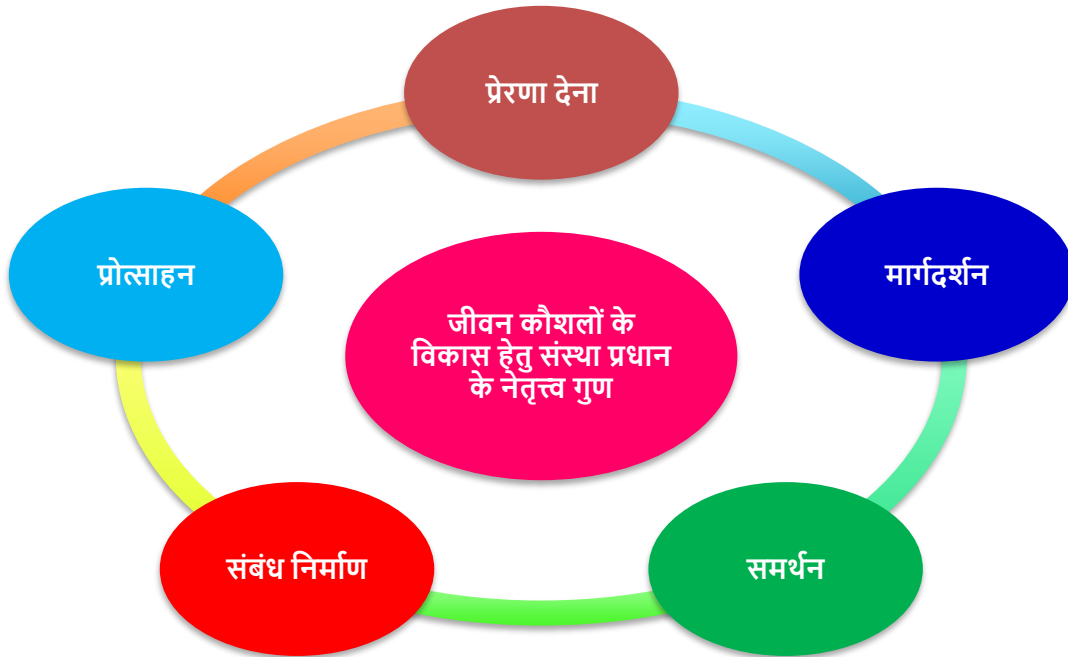 प्रेरणा देना
मार्गदर्शन
समर्थन
संबंध निर्माण
प्रोत्साहन
जीवन कौशलों के
विकास हेतु संस्था प्रधान
के नेतृत्त्व गुण